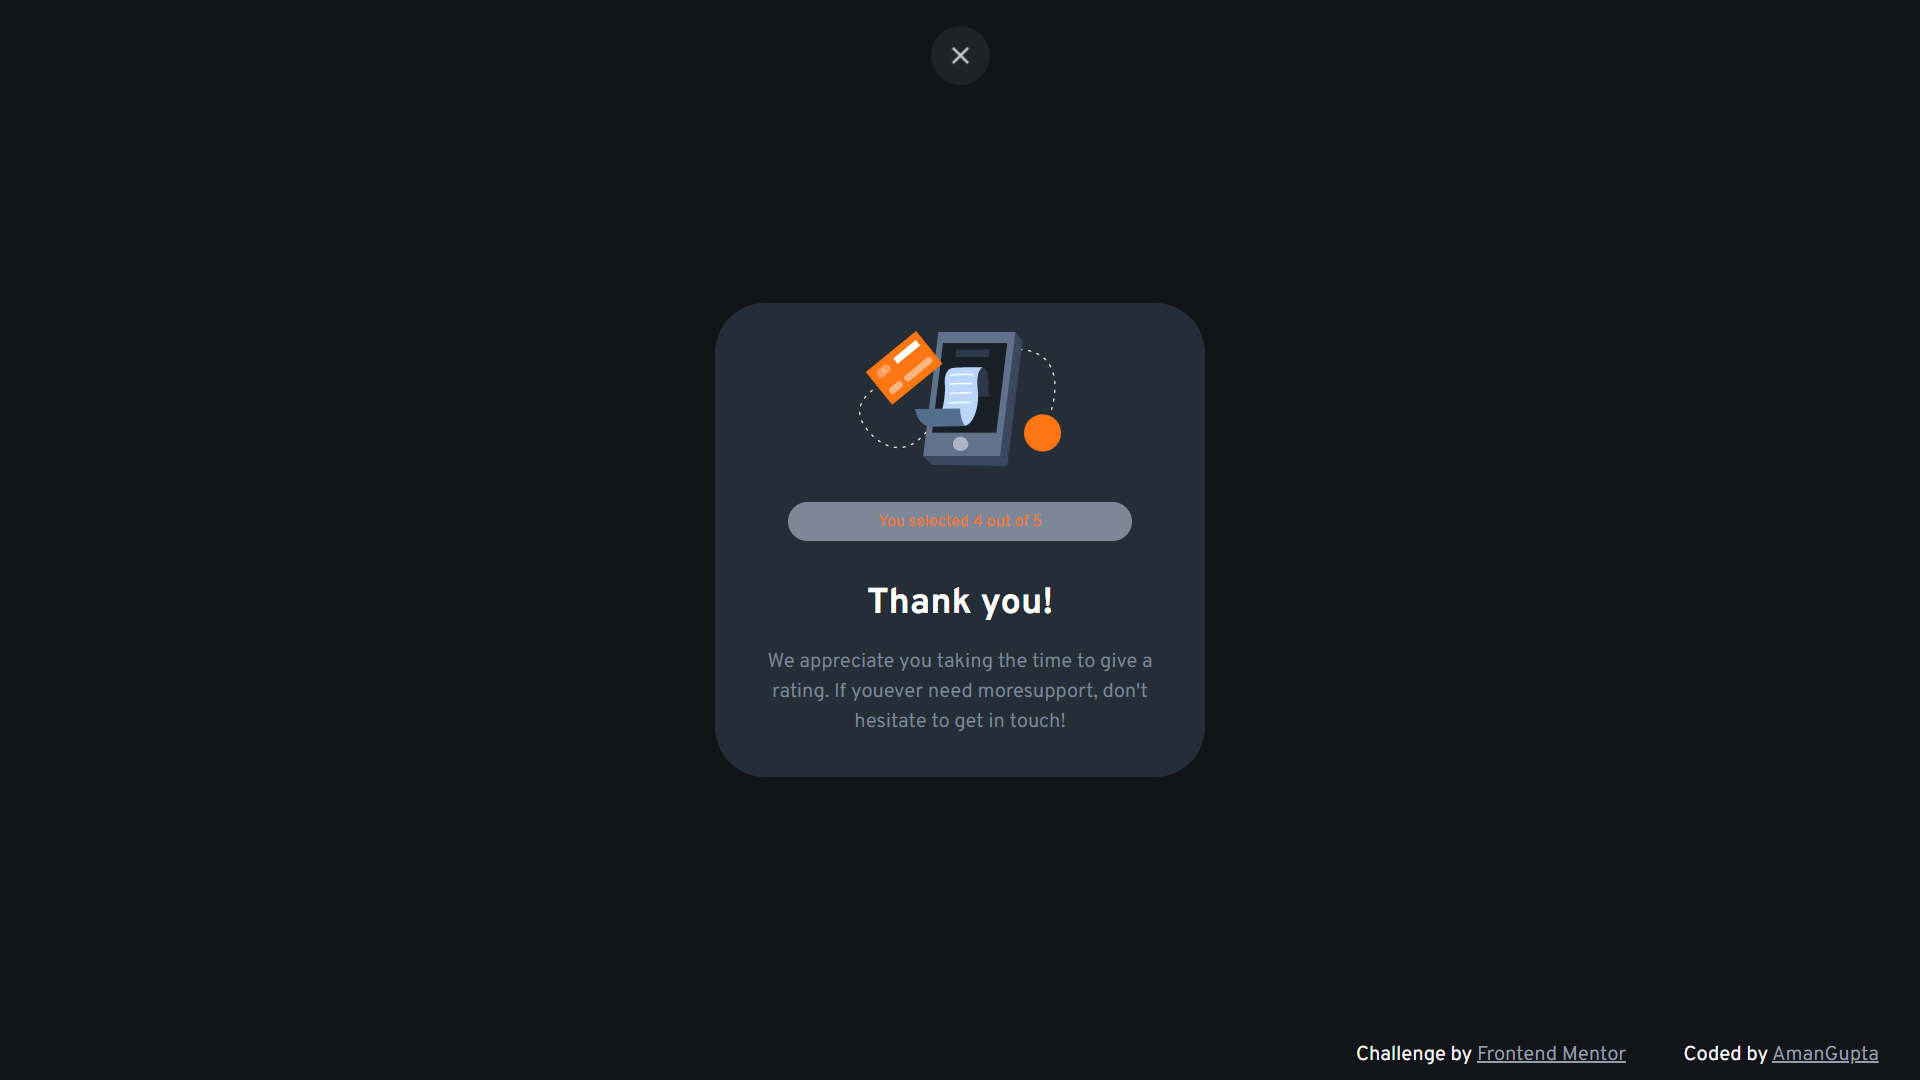 You selected 4 out of 5
Thank you!
We appreciate you taking the time to give a
rating. If youever need moresupport, don't
hesitate to get in touch!
Challenge by Frontend Mentor
Coded by AmanGupta